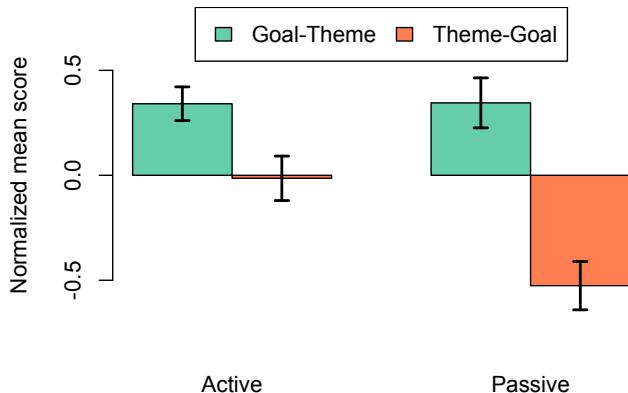 Goal-Theme Theme-Goal
Normalized mean score
0.5
0.0
-0.5
Active Passive